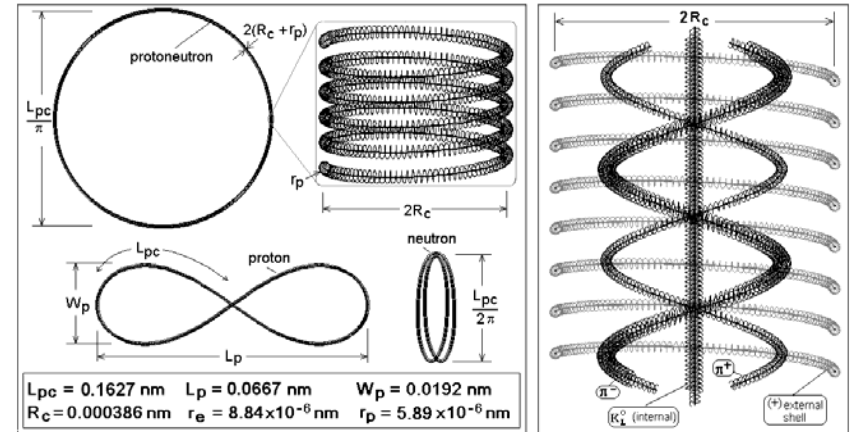 protoneutron
2(Rc+rp)
Lpc
π
rp
2Rc
Lpc
proton
neutron
Wp
Lp
Lpc
2π
Lpc = 0.1627 nm Lp = 0.0667 nm Wp = 0.0192 nm
Rc = 0.000386 nm re = 8.84x10-6 nm rp = 5.89 x10-6 nm
2Rc
π-
π+
K°L (internal)
(+) external
shell